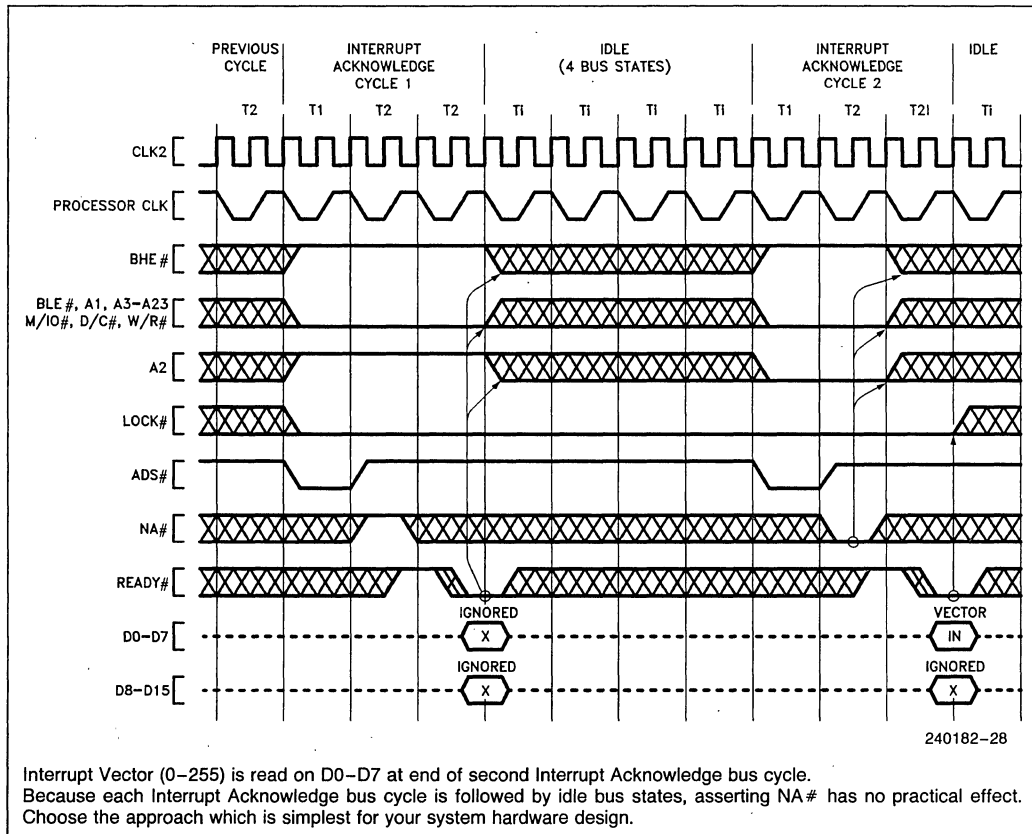 PREVIOUS CYCLE
INTERRUPT ACKNOWLEDGE CYCLE 1
IDLE (4 BUS STATES)
INTERRUPT ACKNOWLEDGE CYCLE 2
IDLE
T2 T1 T2 T2 Ti Ti Ti Ti T1 T2 T2I Ti
CLK2
PROCESSOR CLK
BHE#
BLE#, A1, A3–A23
M/IO#, D/C#, W/R#
A2
LOCK#
ADS#
NA#
READY#
IGNORED VECTOR
D0–D7 X IN
IGNORED IGNORED
D8–D15 X X
240182–28
Interrupt Vector (0–255) is read on D0–D7 at end of second Interrupt Acknowledge bus cycle.
Because each Interrupt Acknowledge bus cycle is followed by idle bus states, asserting NA# has no practical effect.
Choose the approach which is simplest for your system hardware design.